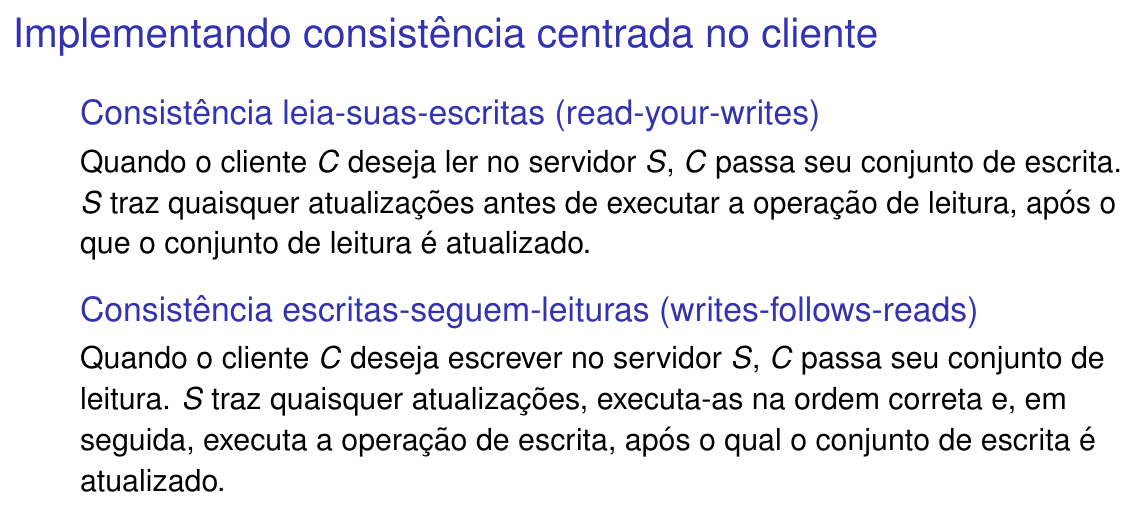 Implementando consistência centrada no cliente
Consistência leia-suas-escritas (read-your-writes)
Quando o cliente C deseja ler no servidor S, C passa seu conjunto de escrita.
S traz quaisquer atualizações antes de executar a operação de leitura, após o
que o conjunto de leitura é atualizado.
Consistência escritas-seguem-leituras (writes-follows-reads)
Quando o cliente C deseja escrever no servidor S, C passa seu conjunto de
leitura. S traz quaisquer atualizações, executa-as na ordem correta e, em
seguida, executa a operação de escrita, após o qual o conjunto de escrita é
atualizado.